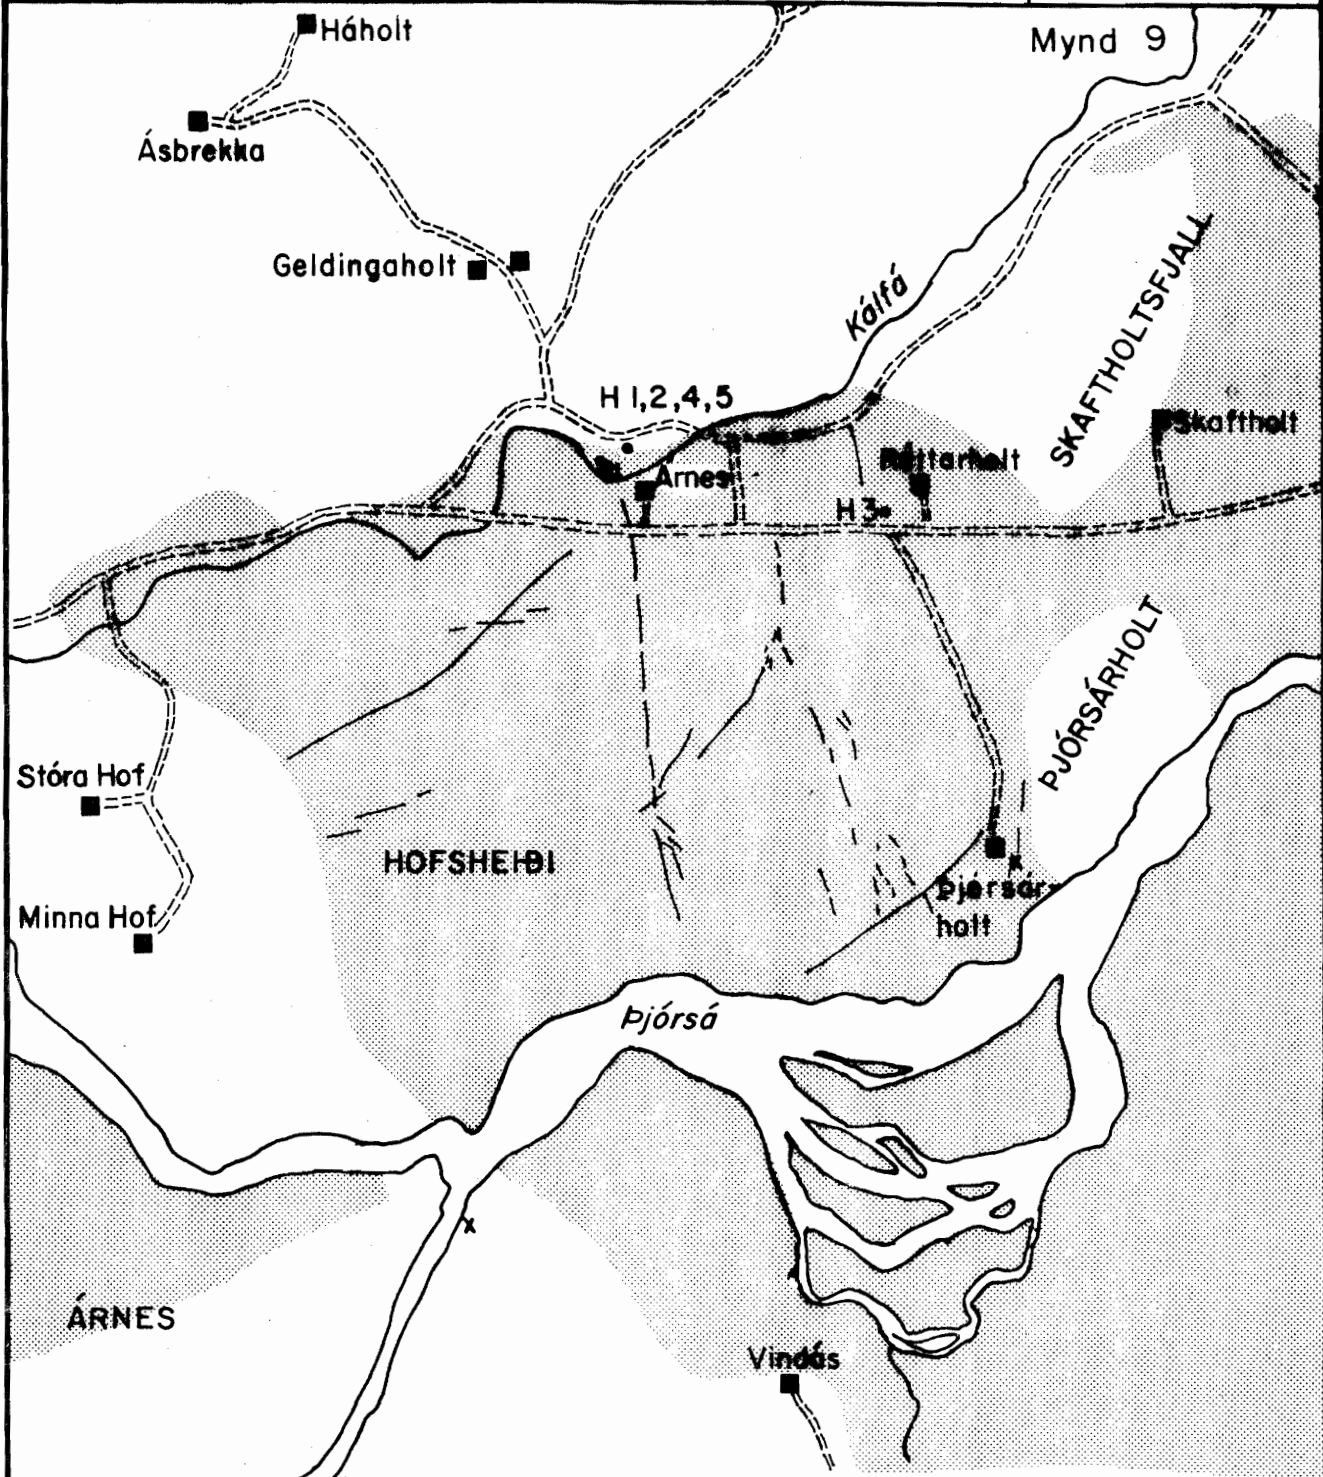 Háholt
Mynd 9
Ásbrekka
Geldingaholt
Kálfá
SKAFTHOLTSFJALL
H 1,2,4,5
Skaftholt
Réttarholt
Árnes
H 3
ÞJÓRSÁRHOLT
Stóra Hof
HOFSHEIÐI
Þjórsár-
holt
Minna Hof
x
Þjórsá
x
ÁRNES
Vindás